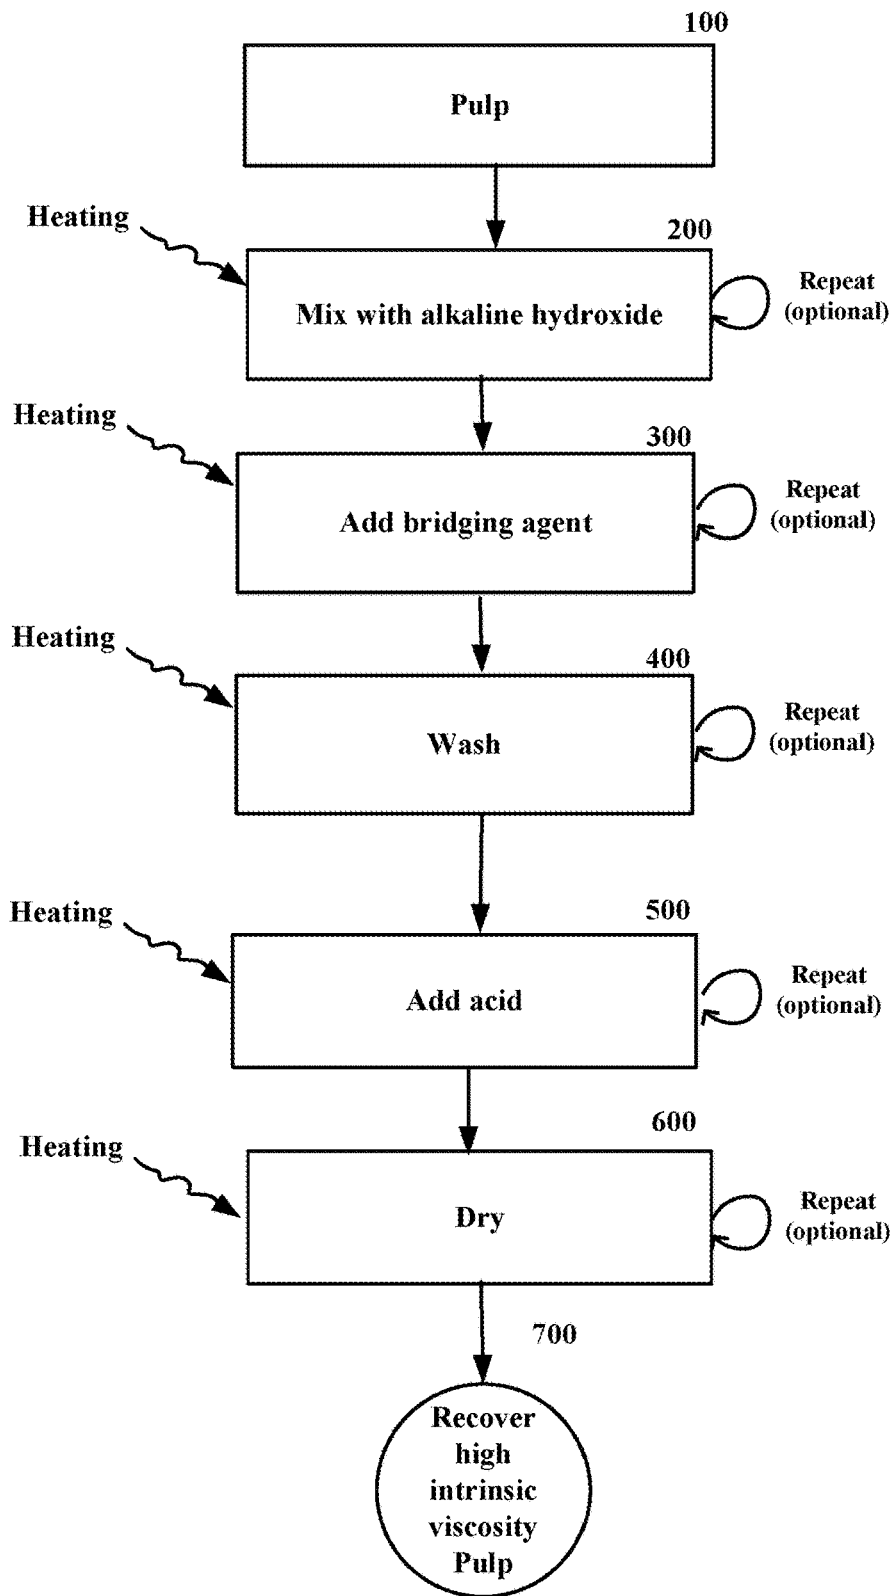 100
Pulp
Heating
200
Mix with alkaline hydroxide
Repeat
(optional)
Heating
300
Add bridging agent
Repeat
(optional)
Heating
400
Wash
Repeat
(optional)
Heating
500
Add acid
Repeat
(optional)
Heating
600
Dry
Repeat
(optional)
700
Recover
high
intrinsic
viscosity
Pulp